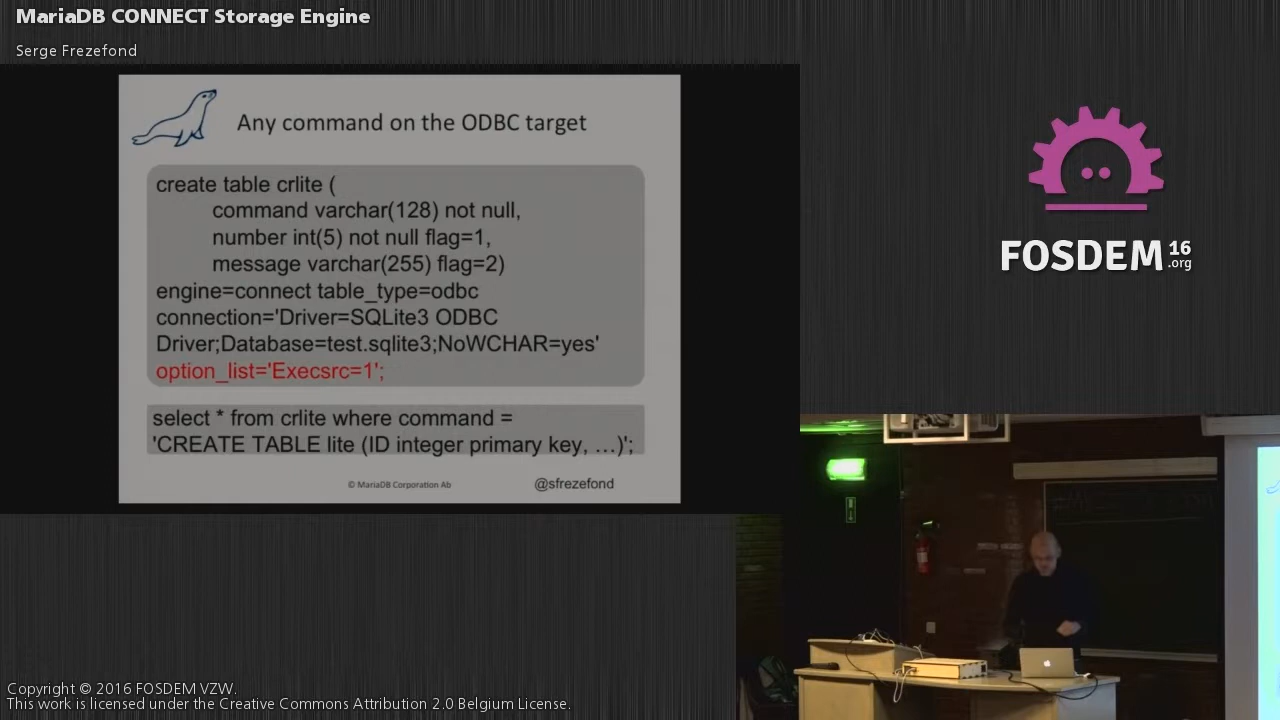 MariaDB CONNECT Storage Engine
Serge Frezefond
Any command on the ODBC target
create table crlite (
command varchar(128) not null,
number int(5) not null flag=1,
message varchar(255) flag=2)
engine=connect table_type=odbc
connection='Driver=SQLite3 ODBC
Driver;Database=test.sqlite3;NoWCHAR=yes'
option_list='Execsrc=1';
select * from crlite where command =
'CREATE TABLE lite (ID integer primary key, …)';
© MariaDB Corporation Ab
@sfrezefond
FOSDEM 16 .org
Copyright © 2016 FOSDEM VZW.
This work is licensed under the Creative Commons Attribution 2.0 Belgium License.